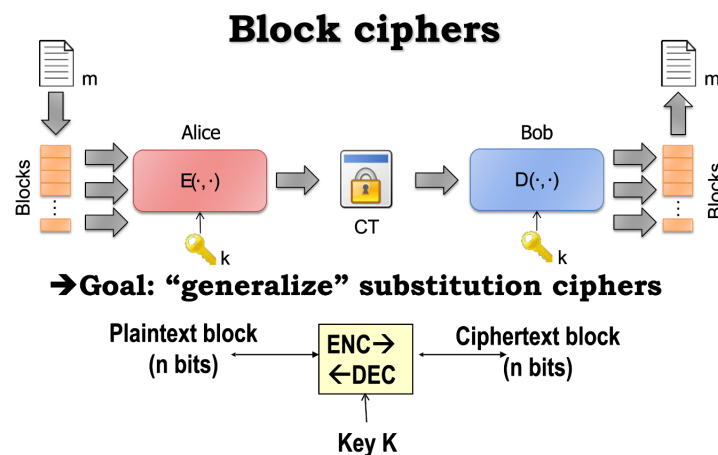 Block ciphers
m
m
Alice
Bob
Blocks
E(·,·)
D(·,·)
Blocks
CT
k
k
➔Goal: “generalize” substitution ciphers
Plaintext block
(n bits)
ENC→
←DEC
Ciphertext block
(n bits)
Key K